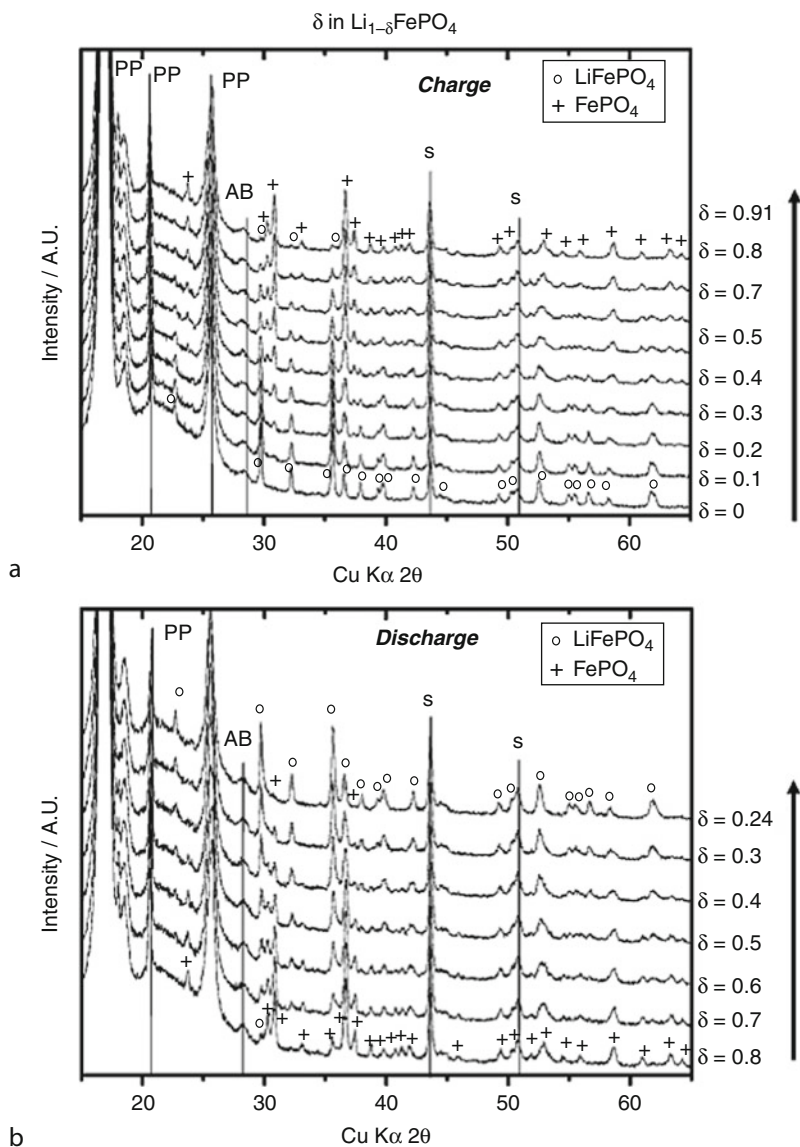 δ in Li1–δFePO4
PP PP PP
Charge
o LiFePO4
+ FePO4
AB
s
s
δ = 0.91
δ = 0.8
δ = 0.7
δ = 0.5
δ = 0.4
δ = 0.3
δ = 0.2
δ = 0.1
δ = 0
Intensity / A.U.
20 30 40 50 60
a
Cu Kα 2θ
PP
Discharge
o LiFePO4
+ FePO4
AB
s
s
δ = 0.24
δ = 0.3
δ = 0.4
δ = 0.5
δ = 0.6
δ = 0.7
δ = 0.8
Intensity / A.U.
20 30 40 50 60
b
Cu Kα 2θ